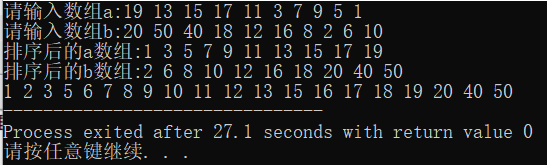 请输入数组a:19 13 15 17 11 3 7 9 5 1
请输入数组b:20 50 40 18 12 16 8 2 6 10
排序后的a数组:1 3 5 7 9 11 13 15 17 19
排序后的b数组:2 6 8 10 12 16 18 20 40 50
1 2 3 5 6 7 8 9 10 11 12 13 15 16 17 18 19 20 40 50
--------------------------------
Process exited after 27.1 seconds with return value 0
请按任意键继续. . .